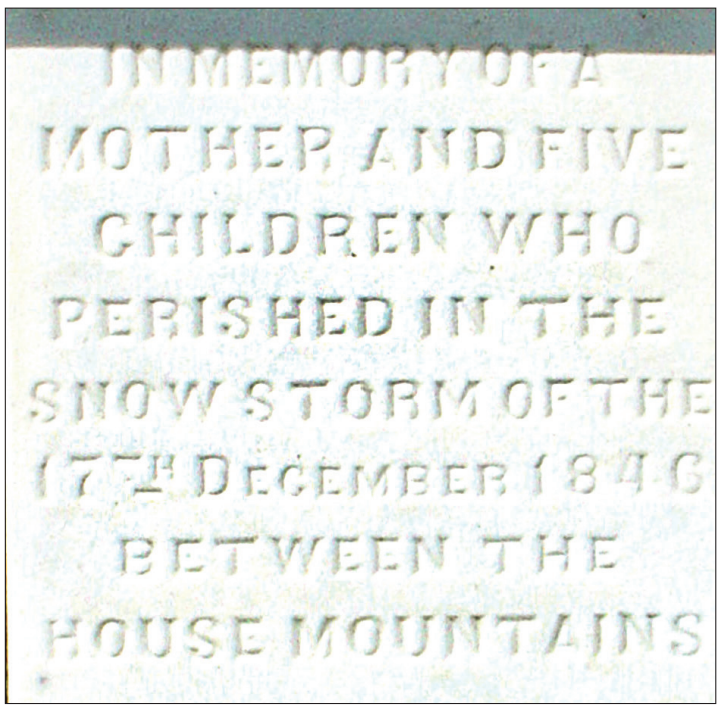 IN MEMORY OF A
MOTHER AND FIVE
CHILDREN WHO
PERISHED IN THE
SNOW STORM OF THE
17TH DECEMBER 1846
BETWEEN THE
HOUSE MOUNTAINS